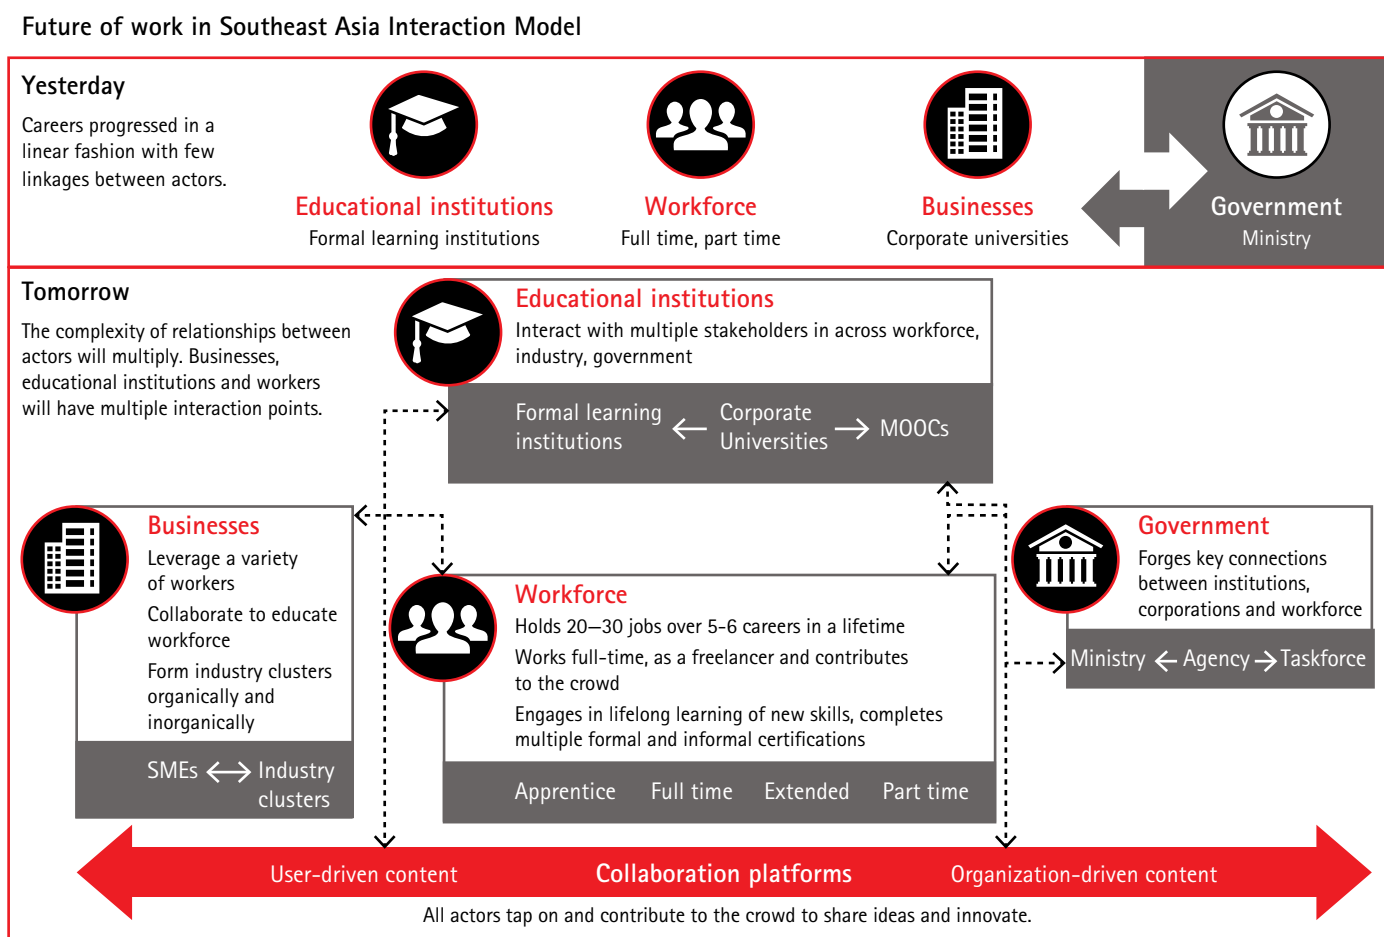 Future of work in Southeast Asia Interaction Model
Yesterday
Careers progressed in a
linear fashion with few
linkages between actors.
Educational institutions
Formal learning institutions
Workforce
Full time, part time
Businesses
Corporate universities
Government
Ministry
Tomorrow
The complexity of relationships between
actors will multiply. Businesses,
educational institutions and workers
will have multiple interaction points.
Educational institutions
Interact with multiple stakeholders in across workforce,
industry, government
Formal learning
institutions
Corporate
Universities
MOOCs
Businesses
Leverage a variety
of workers
Collaborate to educate
workforce
Form industry clusters
organically and
inorganically
SMEs
Industry
clusters
Workforce
Holds 20—30 jobs over 5-6 careers in a lifetime
Works full-time, as a freelancer and contributes
to the crowd
Engages in lifelong learning of new skills, completes
multiple formal and informal certifications
Apprentice
Full time
Extended
Part time
Government
Forges key connections
between institutions,
corporations and workforce
Ministry
Agency
Taskforce
User-driven content
Collaboration platforms
Organization-driven content
All actors tap on and contribute to the crowd to share ideas and innovate.